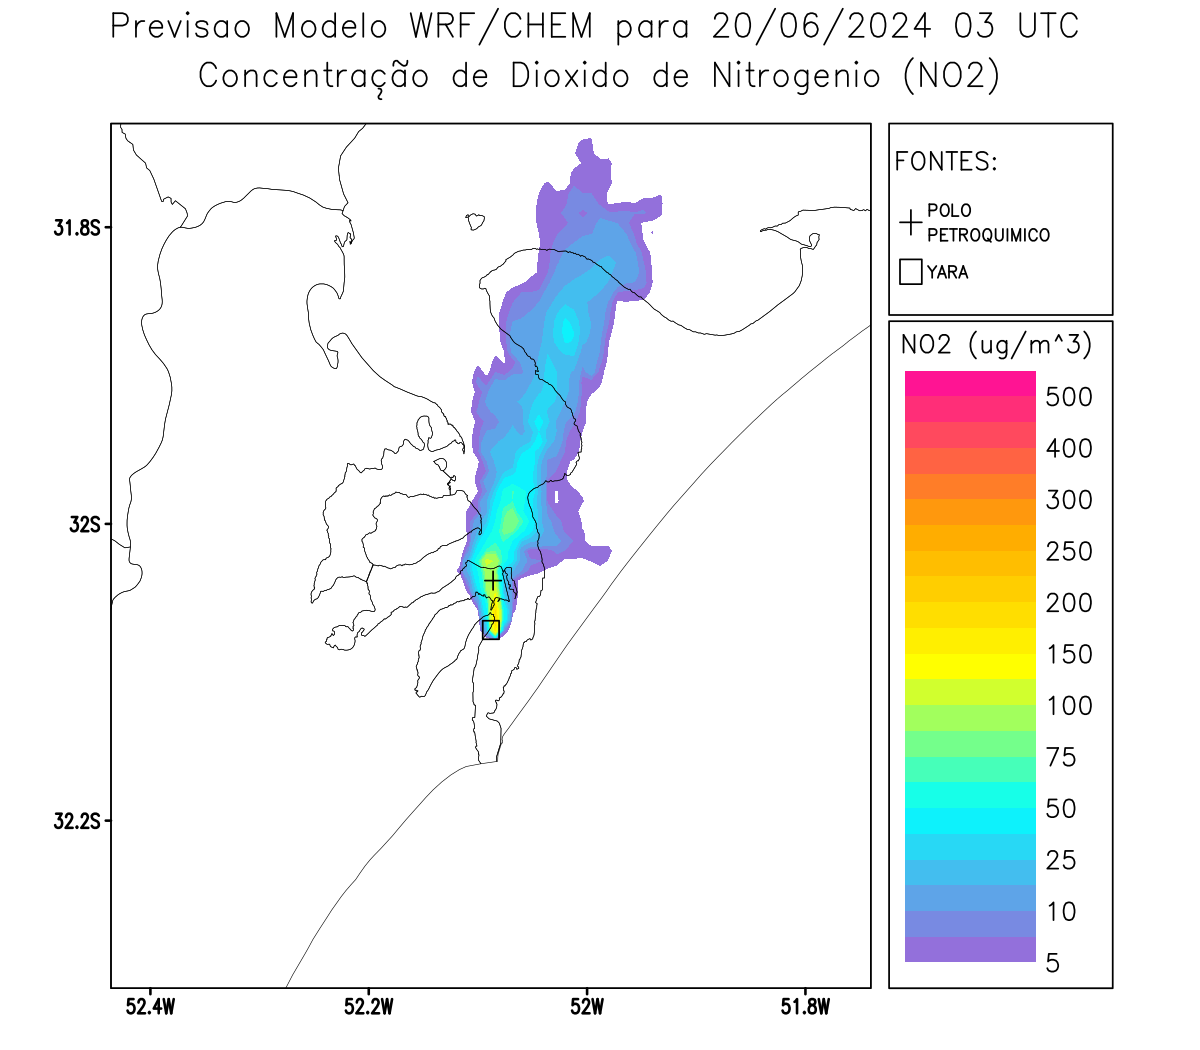 Previsao Modelo WRF/CHEM para 20/06/2024 03 UTC
Concentração de Dioxido de Nitrogenio (NO2)
FONTES:
POLO
PETROQUIMICO
YARA
NO2 (ug/m^3)
500
400
300
250
200
150
100
75
50
25
10
5
31.8S
32S
32.2S
52.4W
52.2W
52W
51.8W